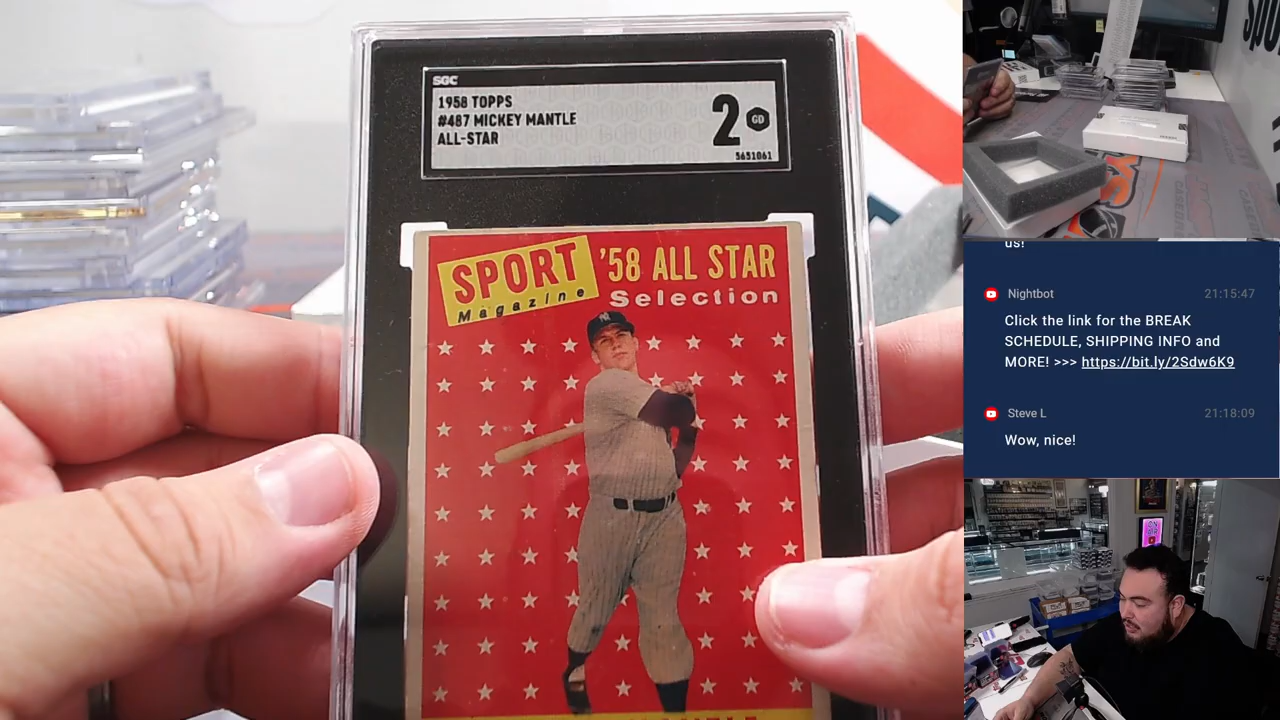 SGC
1958 TOPPS
#487 MICKEY MANTLE
ALL-STAR
2 GD
5651061
SPORT
Magazine
'58 ALL STAR
Selection
us!
Nightbot 21:15:47
Click the link for the BREAK
SCHEDULE, SHIPPING INFO and
MORE! >>> https://bit.ly/2Sdw6K9
Steve L 21:18:09
Wow, nice!